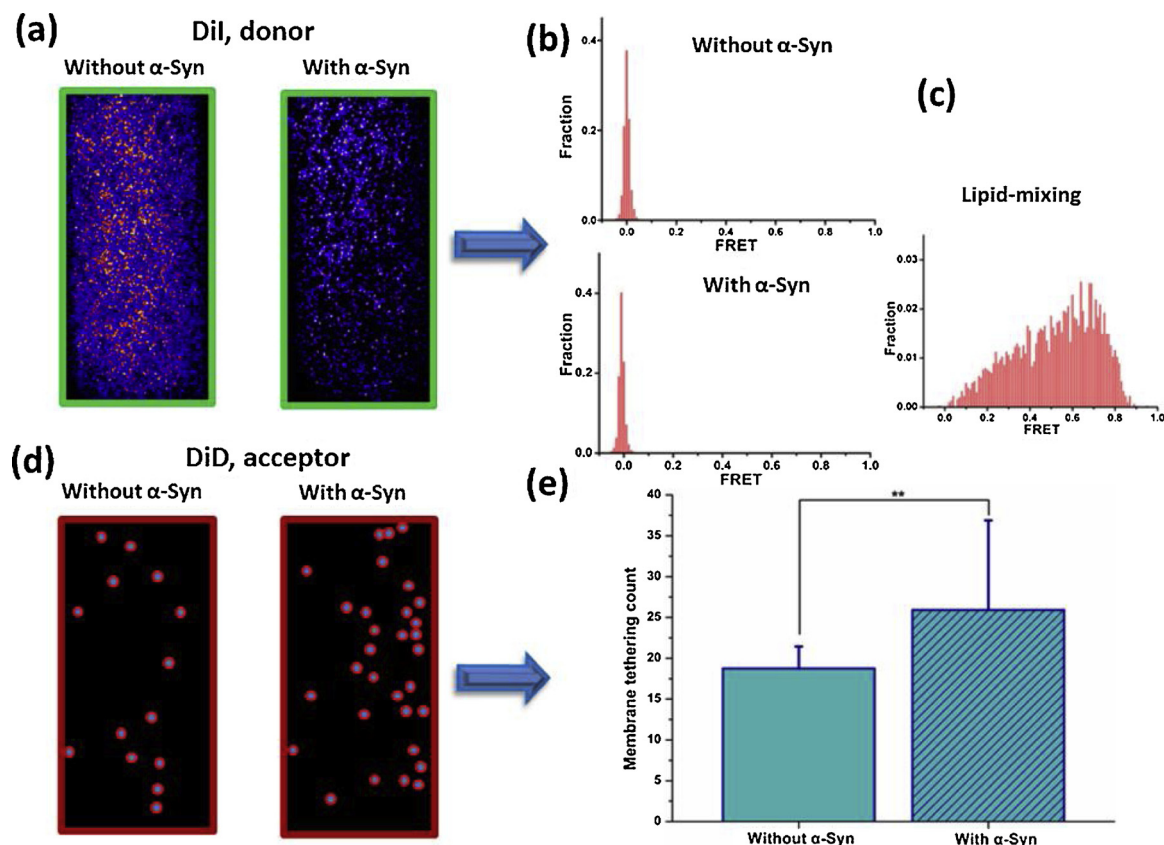 (a)
DiI, donor
Without α-Syn
With α-Syn
(b)
Without α-Syn
0.4
0.2
0.0
Fraction
0.0 0.2 0.4 0.6 0.8 1.0
FRET
With α-Syn
0.4
0.2
0.0
Fraction
0.0 0.2 0.4 0.6 0.8 1.0
FRET
(c)
Lipid-mixing
0.03
0.02
0.01
0.00
Fraction
0.0 0.2 0.4 0.6 0.8 1.0
FRET
(d)
DiD, acceptor
Without α-Syn
With α-Syn
(e)
**
40
35
30
25
20
15
10
5
0
Membrane tethering count
Without α-Syn
With α-Syn